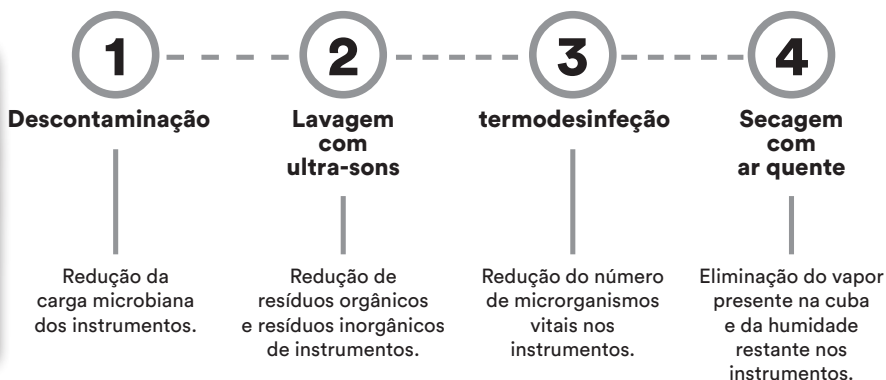 1
Descontaminação
Redução da
carga microbiana
dos instrumentos.
2
Lavagem
com
ultra-sons
Redução de
resíduos orgânicos
e resíduos inorgânicos
de instrumentos.
3
termodesinfeção
Redução do número
de microrganismos
vitais nos
instrumentos.
4
Secagem
com
ar quente
Eliminação do vapor
presente na cuba
e da humidade
restante nos
instrumentos.